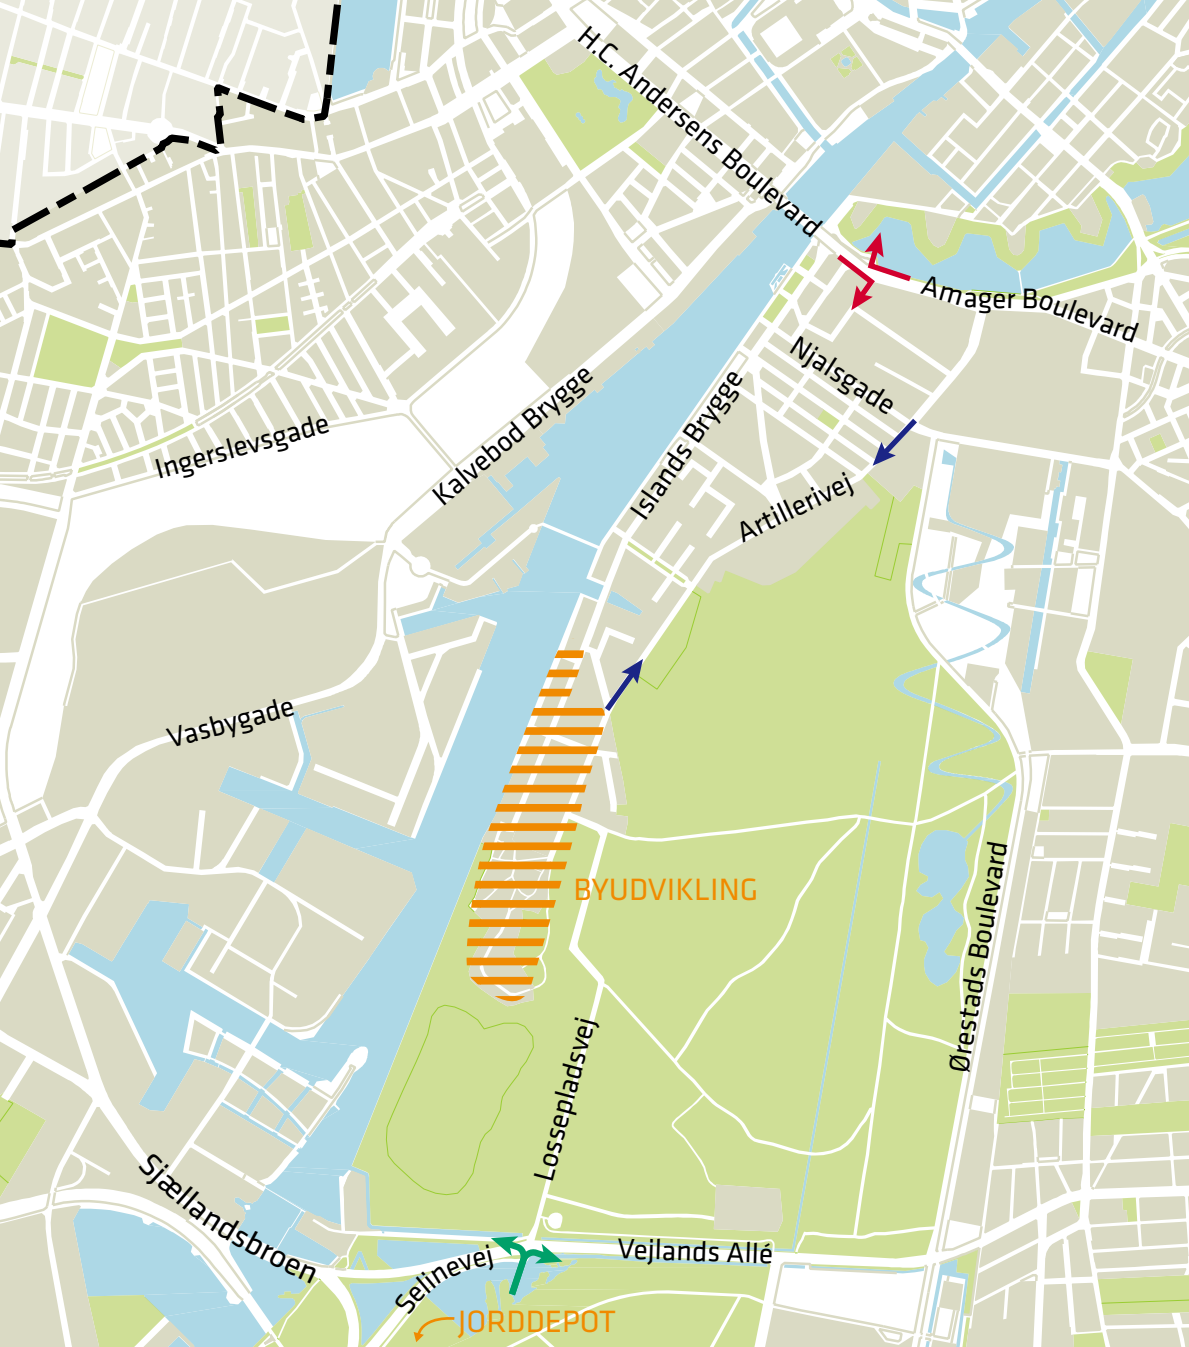 H.C. Andersens Boulevard
Amager Boulevard
Njalsgade
Islands Brygge
Kalvebod Brygge
Ingerslevsgade
Artillerivej
Vasbygade
BYUDVIKLING
Ørestads Boulevard
Lossepladsvej
Sjællandsbroen
Selinevej
Vejlands Allé
JORDDEPOT